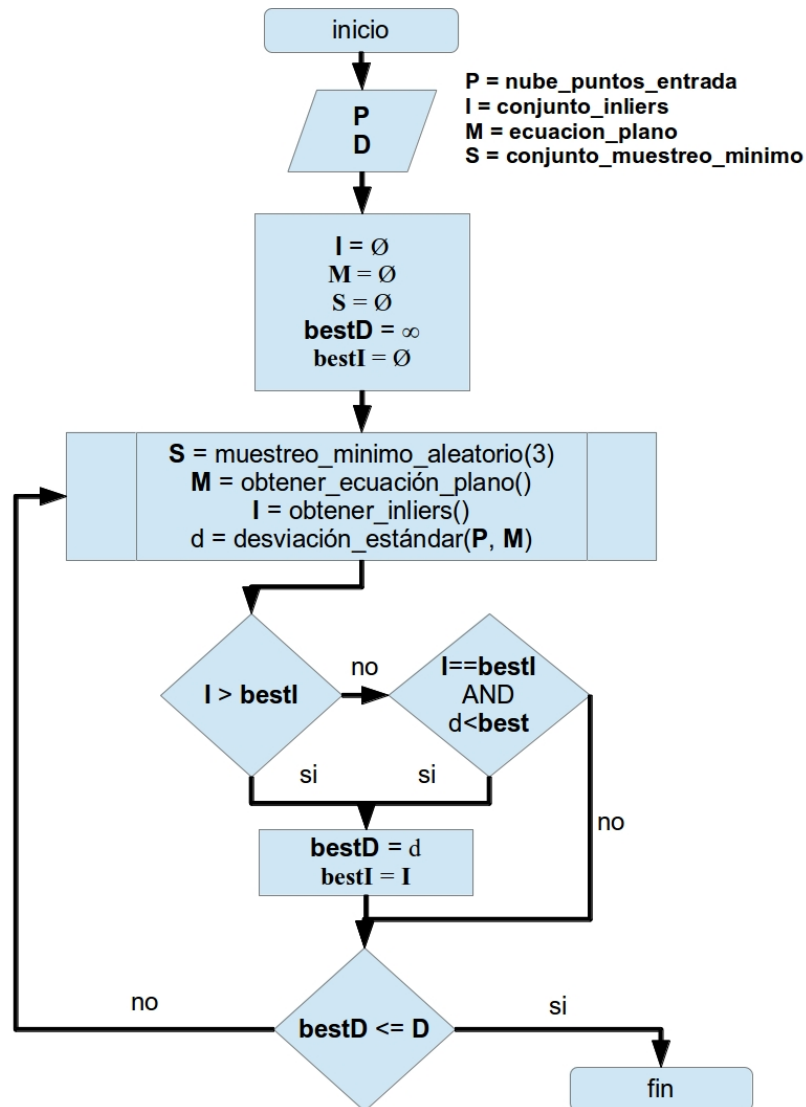 inicio
P = nube_puntos_entrada
I = conjunto_inliers
M = ecuacion_plano
S = conjunto_muestreo_minimo
P
D
I = Ø
M = Ø
S = Ø
bestD = ∞
bestI = Ø
S = muestreo_minimo_aleatorio(3)
M = obtener_ecuación_plano()
I = obtener_inliers()
d = desviación_estándar(P, M)
I > bestI
no
I==bestI
AND
d<best
si
si
no
bestD = d
bestI = I
bestD <= D
no
si
fin